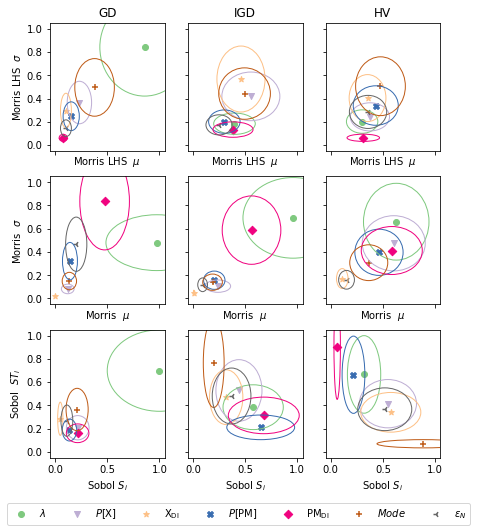 GD IGD HV
1.0
0.8
0.6
0.4
0.2
0.0
Morris LHS σ
Morris LHS μ Morris LHS μ Morris LHS μ
1.0
0.8
0.6
0.4
0.2
0.0
Morris σ
Morris μ Morris μ Morris μ
1.0
0.8
0.6
0.4
0.2
0.0
Sobol ST_i
0.0 0.5 1.0 0.0 0.5 1.0 0.0 0.5 1.0
Sobol S_i Sobol S_i Sobol S_i
λ P[X] X_DI P[PM] PM_DI Mode ε_N